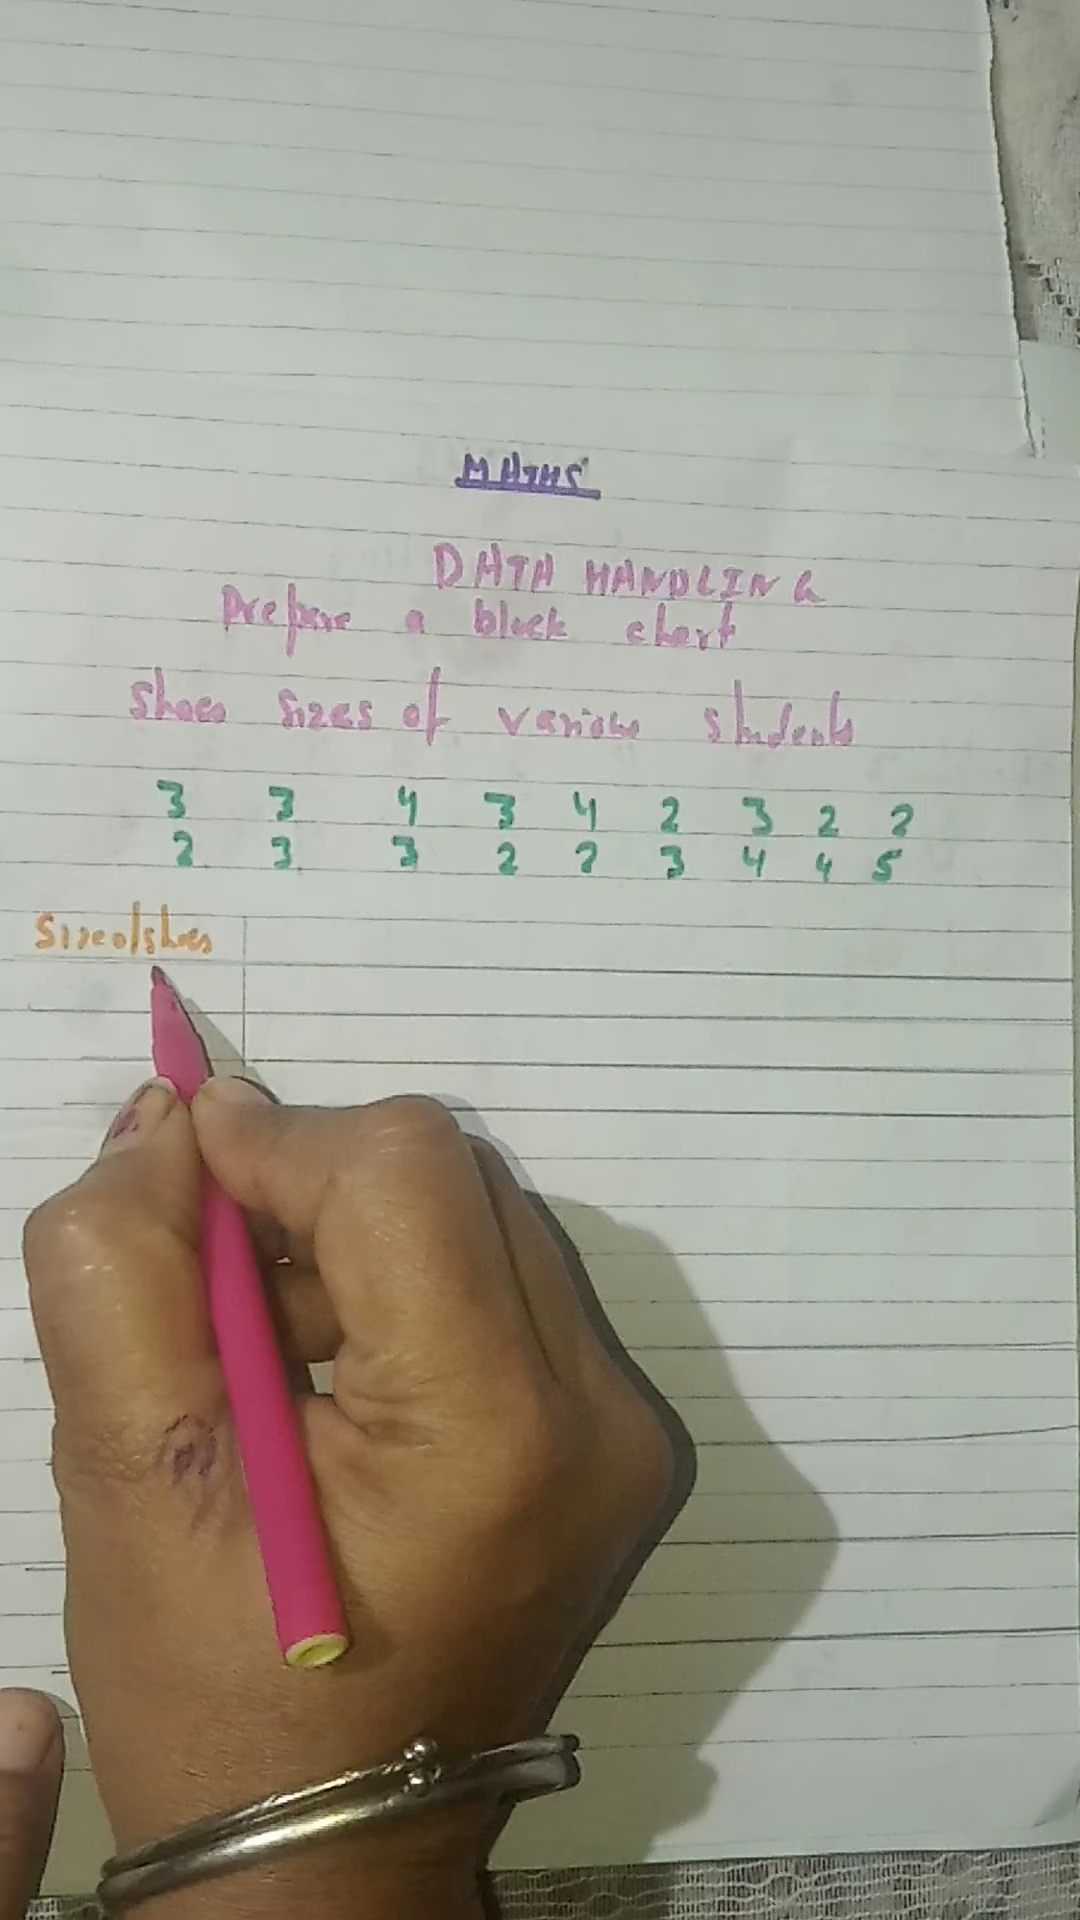 MATHS
DATA HANDLING
Prepare a block chart
Shoes sizes of various students
3 3 4 3 4 2 3 2 2
2 3 3 2 2 3 4 4 5
Size of shoes